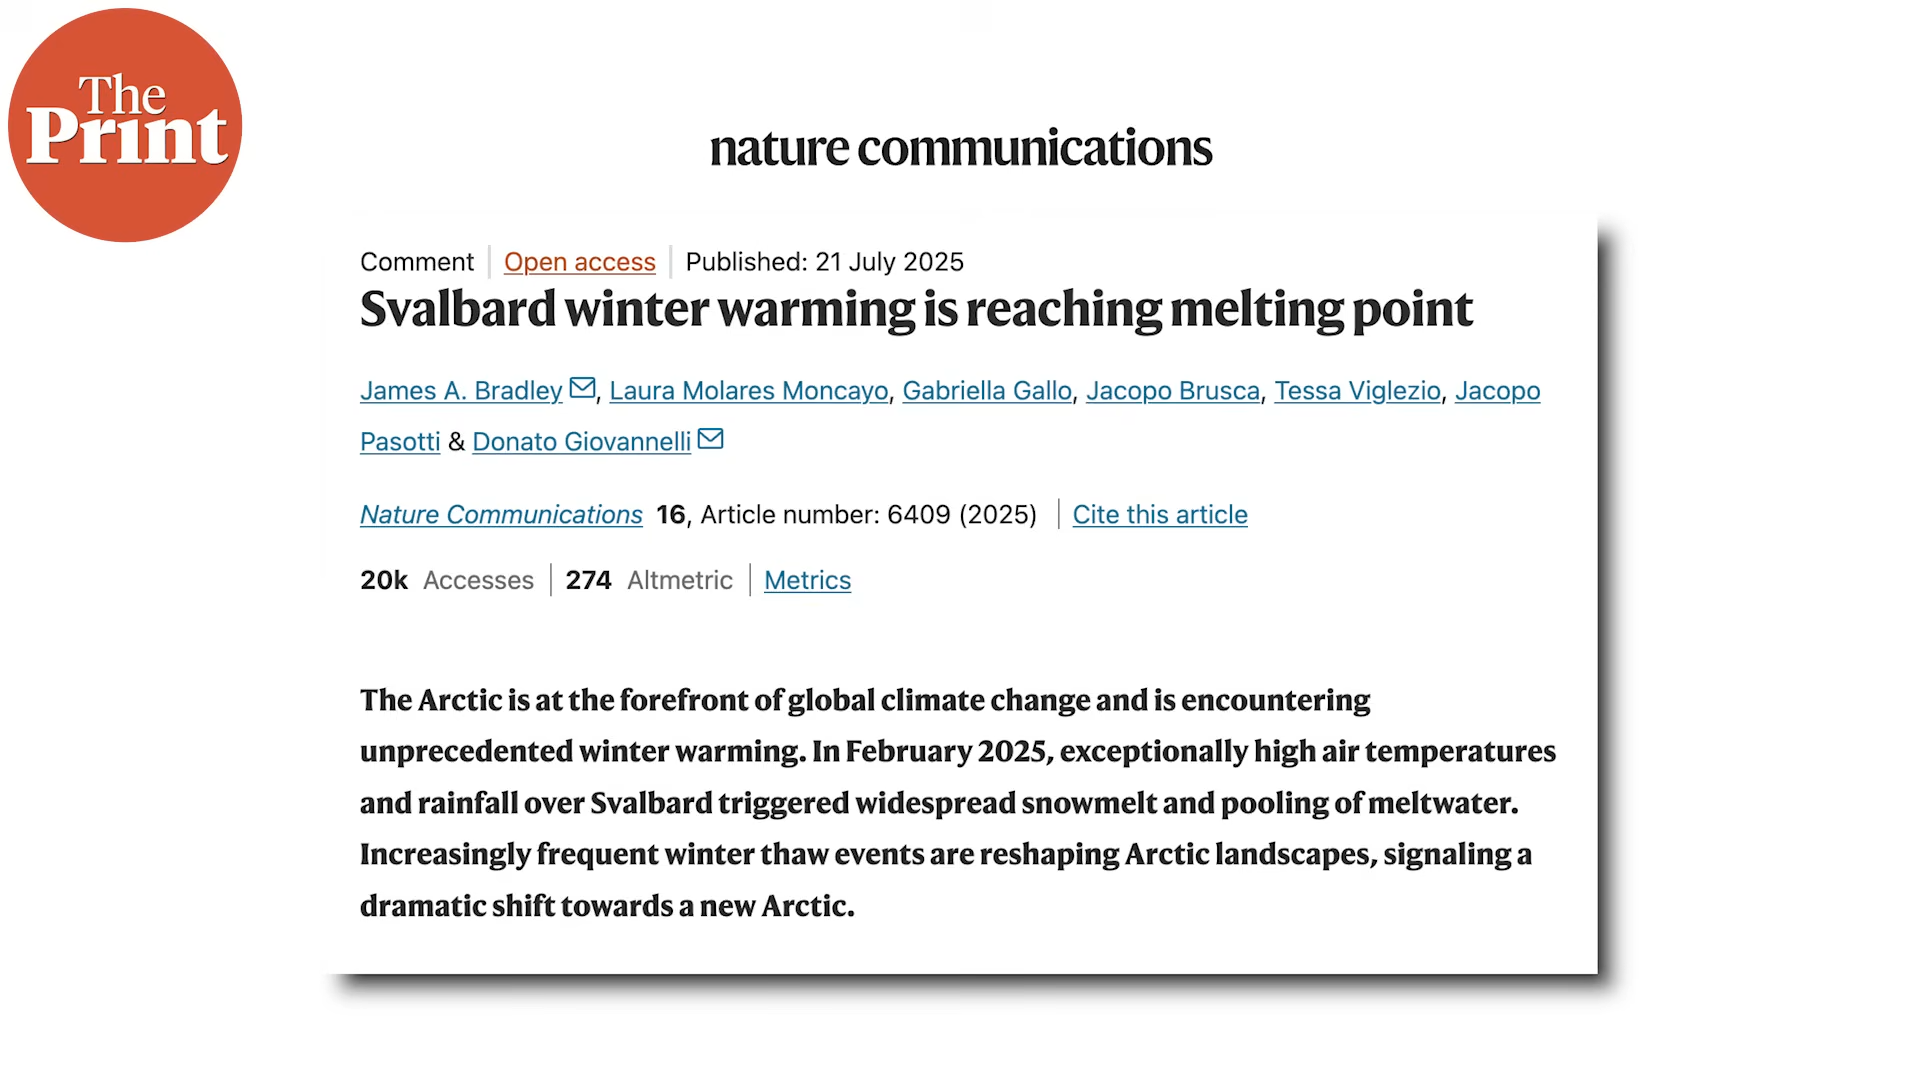 The
Print
nature communications
Comment | Open access | Published: 21 July 2025
Svalbard winter warming is reaching melting point
James A. Bradley, Laura Molares Moncayo, Gabriella Gallo, Jacopo Brusca, Tessa Viglezio, Jacopo
Pasotti & Donato Giovannelli
Nature Communications 16, Article number: 6409 (2025) | Cite this article
20k Accesses | 274 Altmetric | Metrics
The Arctic is at the forefront of global climate change and is encountering
unprecedented winter warming. In February 2025, exceptionally high air temperatures
and rainfall over Svalbard triggered widespread snowmelt and pooling of meltwater.
Increasingly frequent winter thaw events are reshaping Arctic landscapes, signaling a
dramatic shift towards a new Arctic.